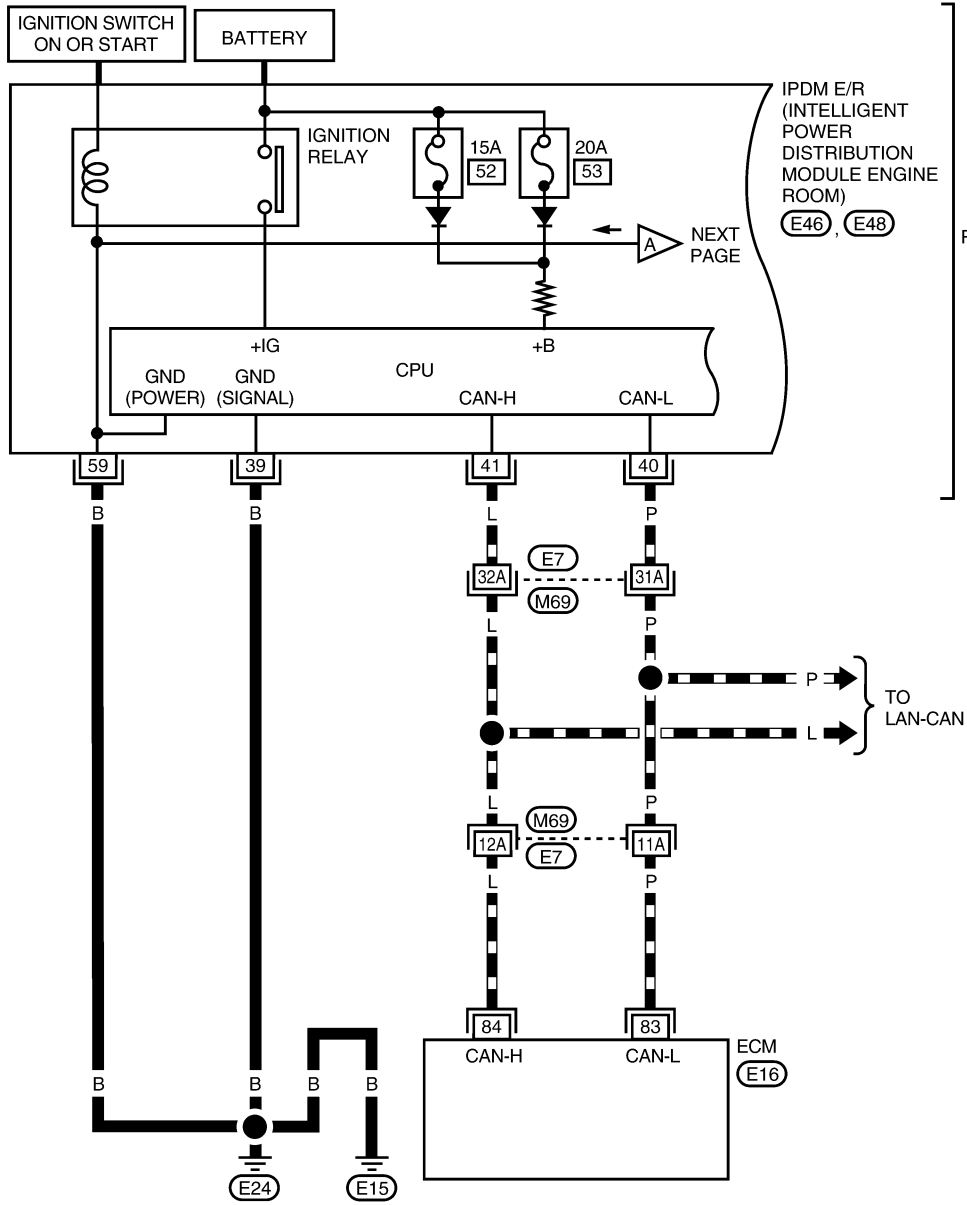 IGNITION SWITCH
ON OR START
BATTERY
IPDM E/R
(INTELLIGENT
POWER
DISTRIBUTION
MODULE ENGINE
ROOM)
E46 , E48
IGNITION
RELAY
15A
52
20A
53
A
NEXT
PAGE
F
+IG
+B
CPU
GND
(POWER)
GND
(SIGNAL)
CAN-H
CAN-L
59
39
41
40
B
B
L
P
32A
E7
M69
31A
L
P
P
L
TO
LAN-CAN
L
P
12A
M69
E7
11A
L
P
84
83
CAN-H
CAN-L
ECM
E16
B
B
B
B
E24
E15